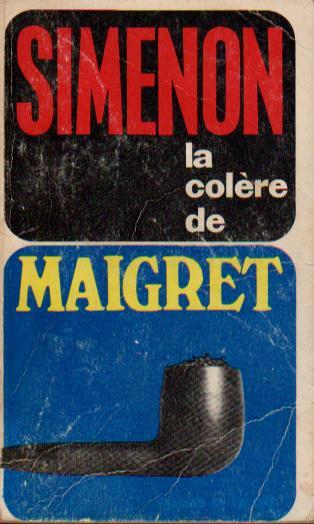 SIMENON
la
colère
de
MAIGRET